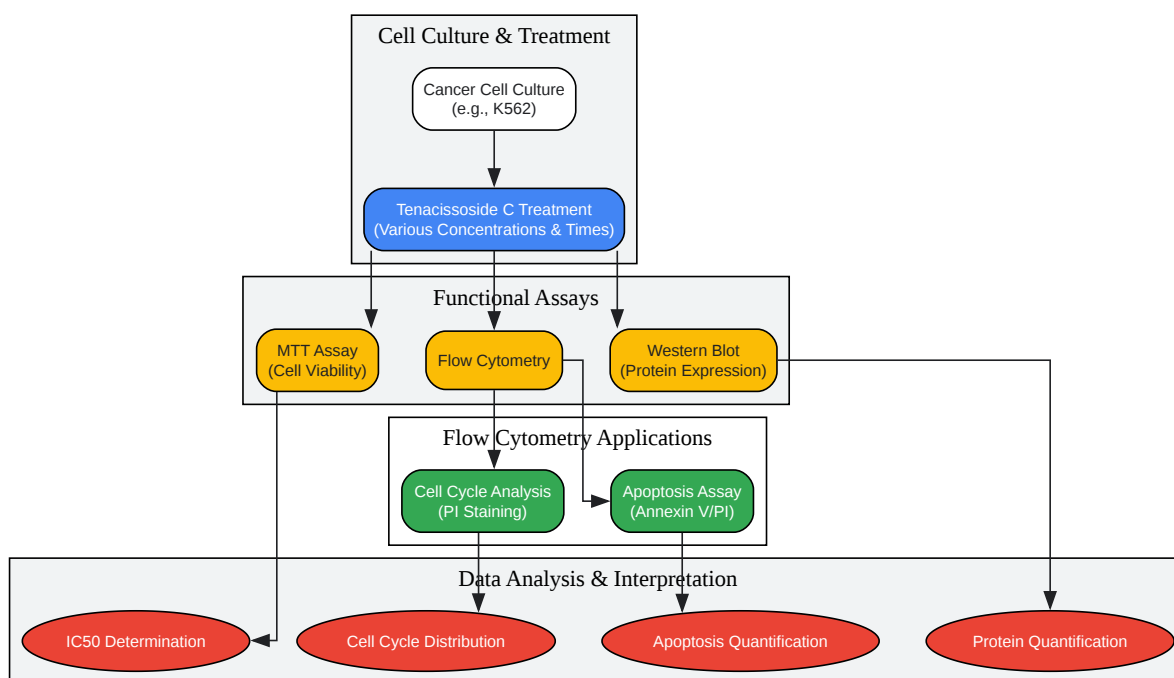 Cell Culture & Treatment
Cancer Cell Culture
(e.g., K562)
Tenacissoside C Treatment
(Various Concentrations & Times)
Functional Assays
MTT Assay
(Cell Viability)
Flow Cytometry
Western Blot
(Protein Expression)
Flow Cytometry Applications
Cell Cycle Analysis
(PI Staining)
Apoptosis Assay
(Annexin V/PI)
Data Analysis & Interpretation
IC50 Determination
Cell Cycle Distribution
Apoptosis Quantification
Protein Quantification